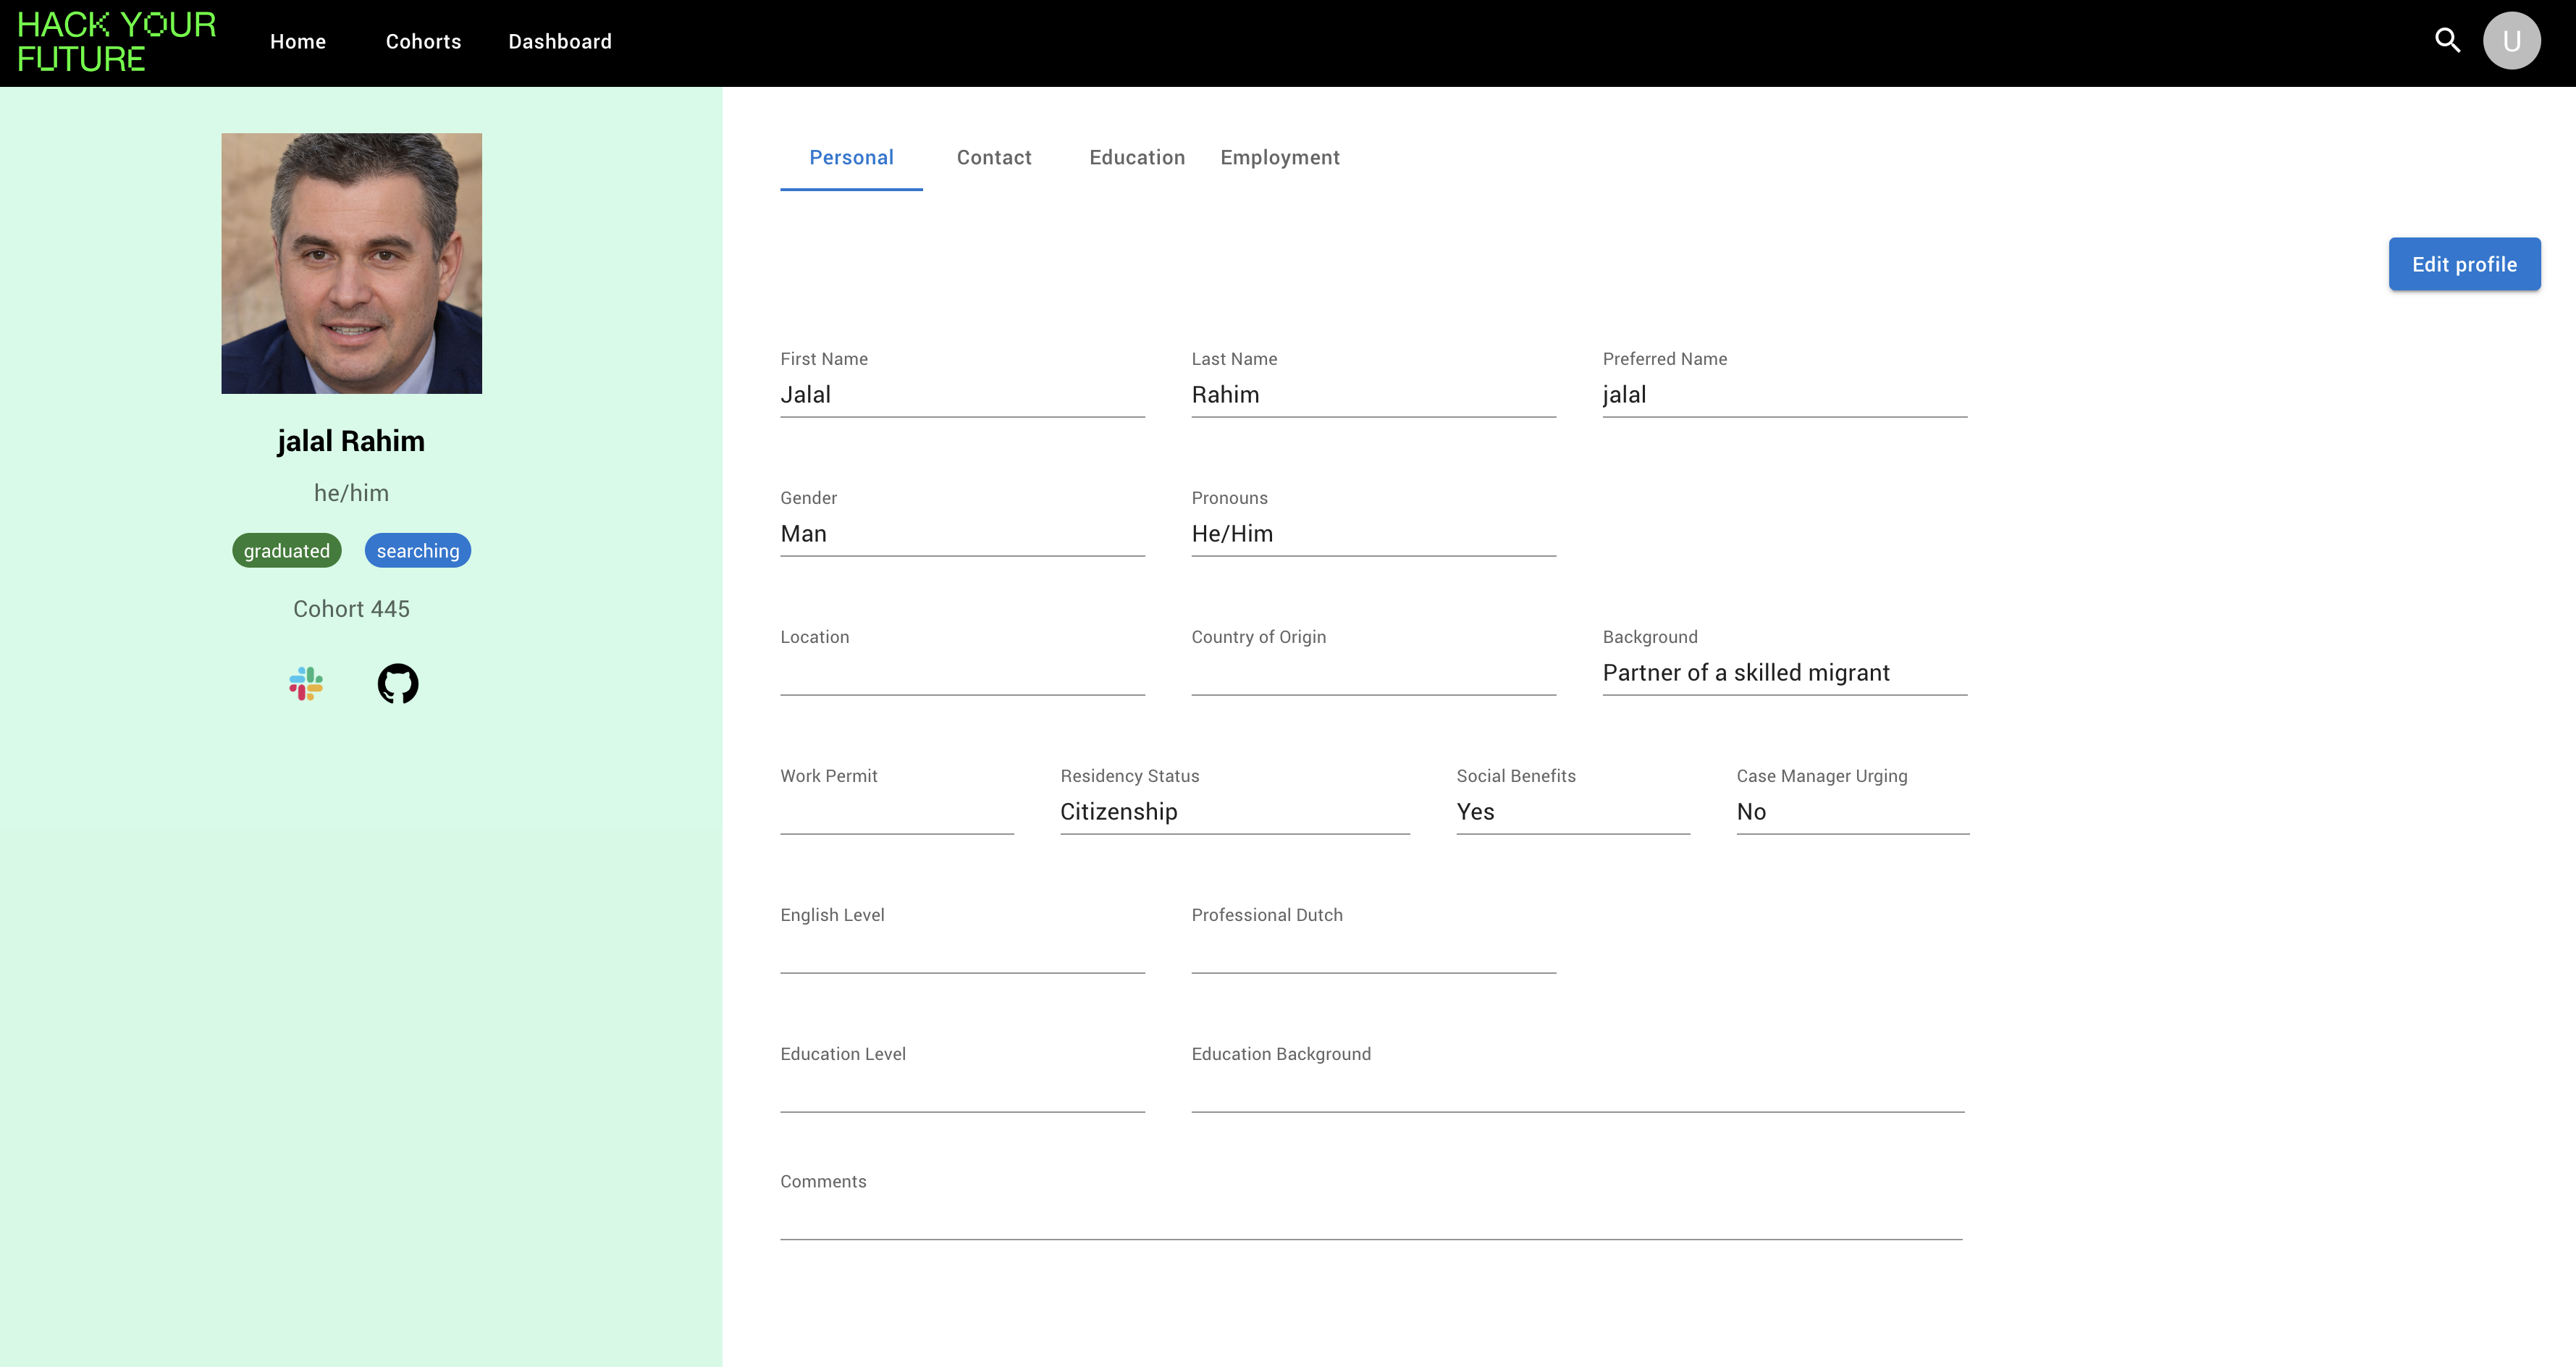 HACK YOUR
FUTURE
Home Cohorts Dashboard
U
jalal Rahim
he/him
graduated searching
Cohort 445
Personal Contact Education Employment
Edit profile
First Name Last Name Preferred Name
Jalal Rahim jalal
Gender Pronouns
Man He/Him
Location Country of Origin Background
Partner of a skilled migrant
Work Permit Residency Status Social Benefits Case Manager Urging
Citizenship Yes No
English Level Professional Dutch
Education Level Education Background
Comments